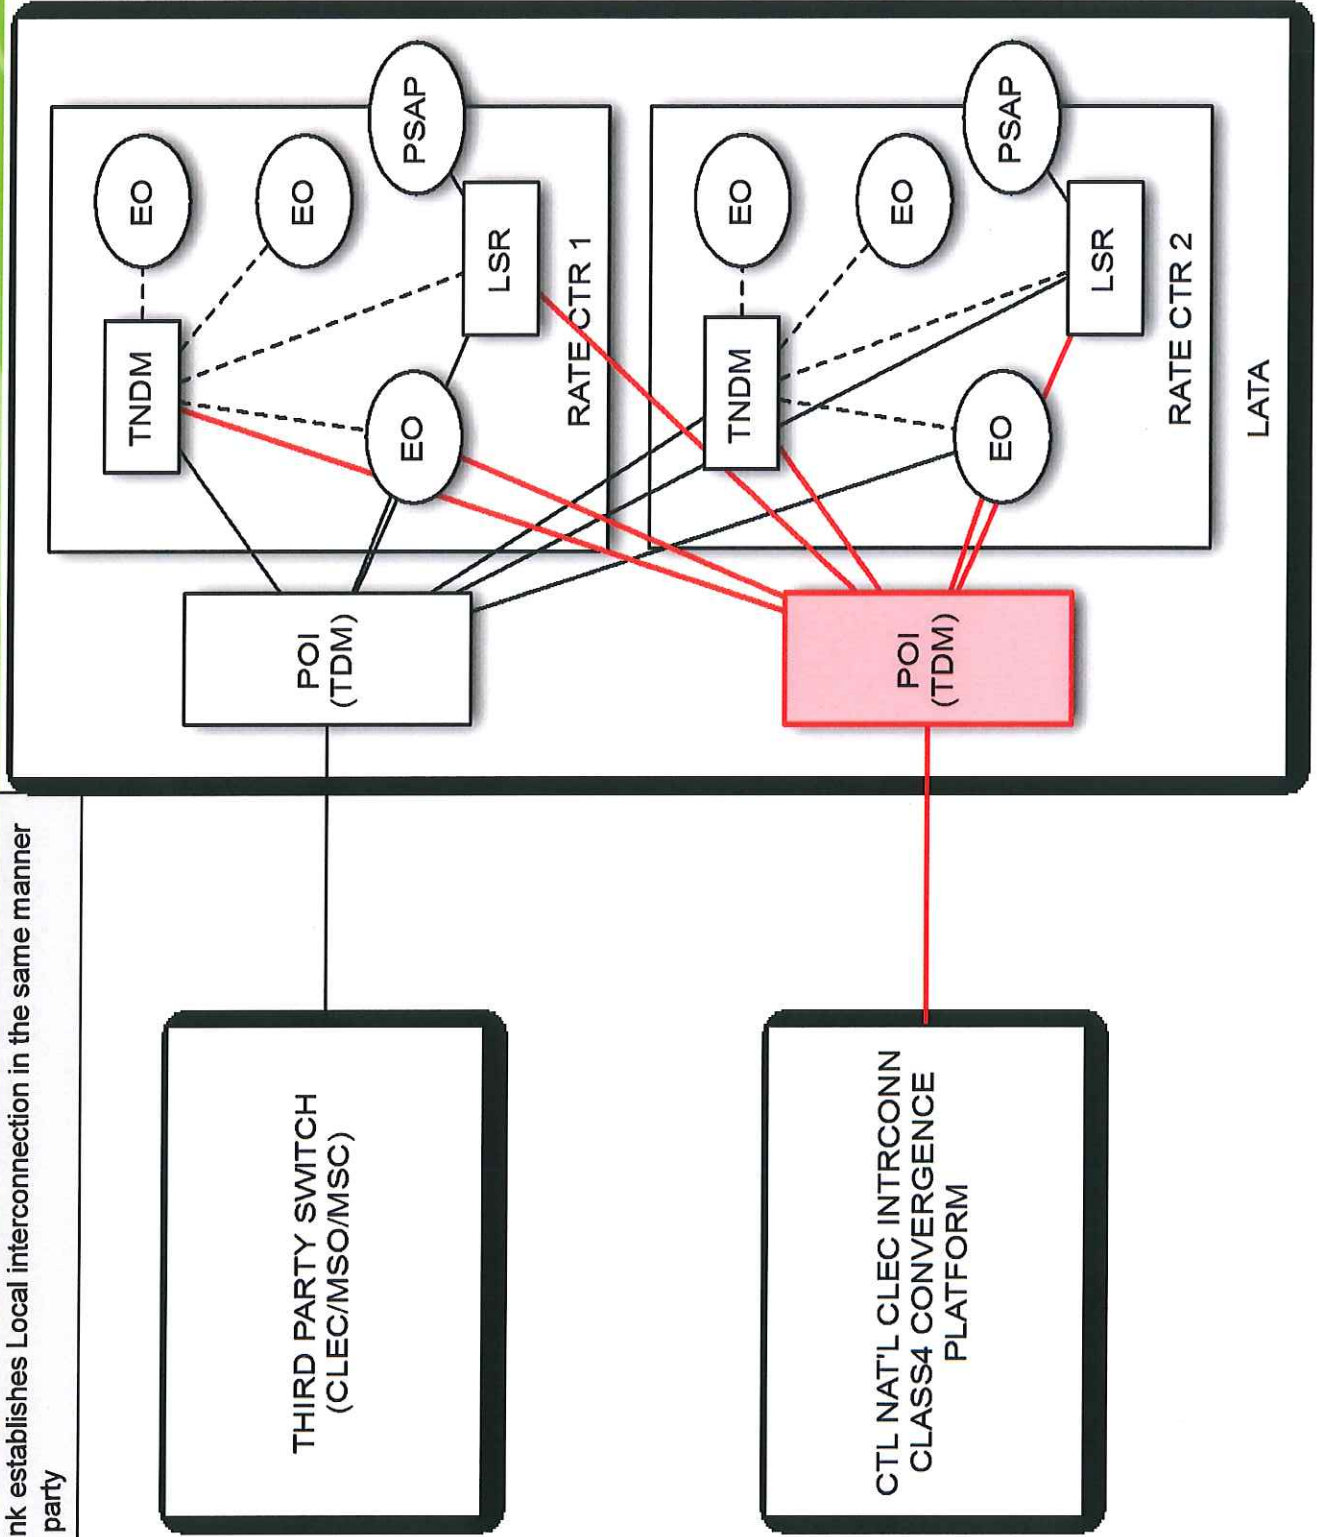 nk establishes Local interconnection in the same manner
party
THIRD PARTY SWITCH
(CLEC/MSO/MSC)
CTL NAT'L CLEC INTRCONN
CLASS4 CONVERGENCE
PLATFORM
POI
(TDM)
POI
(TDM)
TNDM
EO
EO
EO
LSR
PSAP
RATE CTR 1
TNDM
EO
EO
EO
LSR
PSAP
RATE CTR 2
LATA